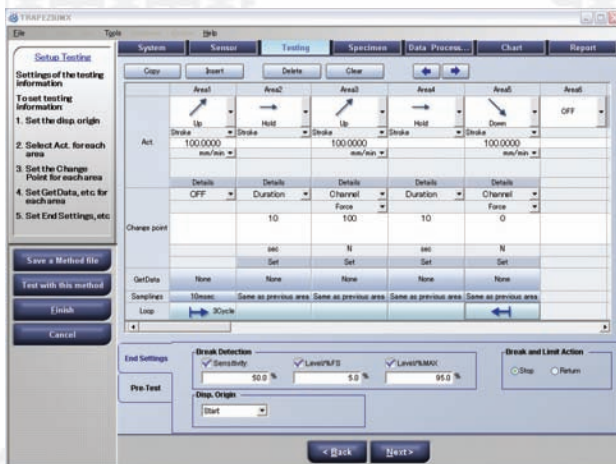 TRAPEZIUMX
File Tools Help
Setup Testing
Settings of the testing information
To set testing information:
1. Set the disp. origin
2. Select Act. for each area
3. Set the Change Point for each area
4. Set GetData, etc. for each area
5. Set End Settings, etc
Save a Method file
Test with this method
Finish
Cancel
System Sensor Testing Specimen Data Process... Chart Report
Copy Insert Delete Clear
Area1 Area2 Area3 Area4 Area5 Area6
Up Hold Up Hold Down OFF
Act. Stroke Stroke Stroke Stroke Stroke
100.0000 100.0000 100.0000
mm/min mm/min mm/min
Details Details Details Details Details
OFF Duration Channel Duration Channel
Force Force
Change point 10 100 10 0
sec N sec N
Set Set Set Set
GetData None None None None None
Samplings 10msec Same as previous area Same as previous area Same as previous area Same as previous area
Loop 3Cycle
End Settings
Pre-Test
Break Detection
Sensitivity Level/%FS Level/%MAX
50.0 % 5.0 % 95.0 %
Break and Limit Action
Stop Return
Disp. Origin
Start
< Back Next>